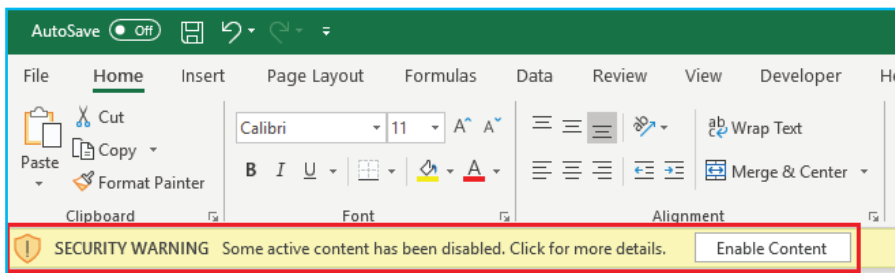 AutoSave Off
File Home Insert Page Layout Formulas Data Review View Developer
Cut
Calibri 11 A A ab Wrap Text
Copy
Paste
B I U A Merge & Center
Format Painter
Clipboard Font Alignment
SECURITY WARNING Some active content has been disabled. Click for more details. Enable Content